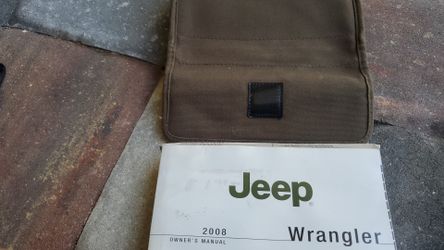 Jeep
2008
OWNER'S MANUAL
Wrangler